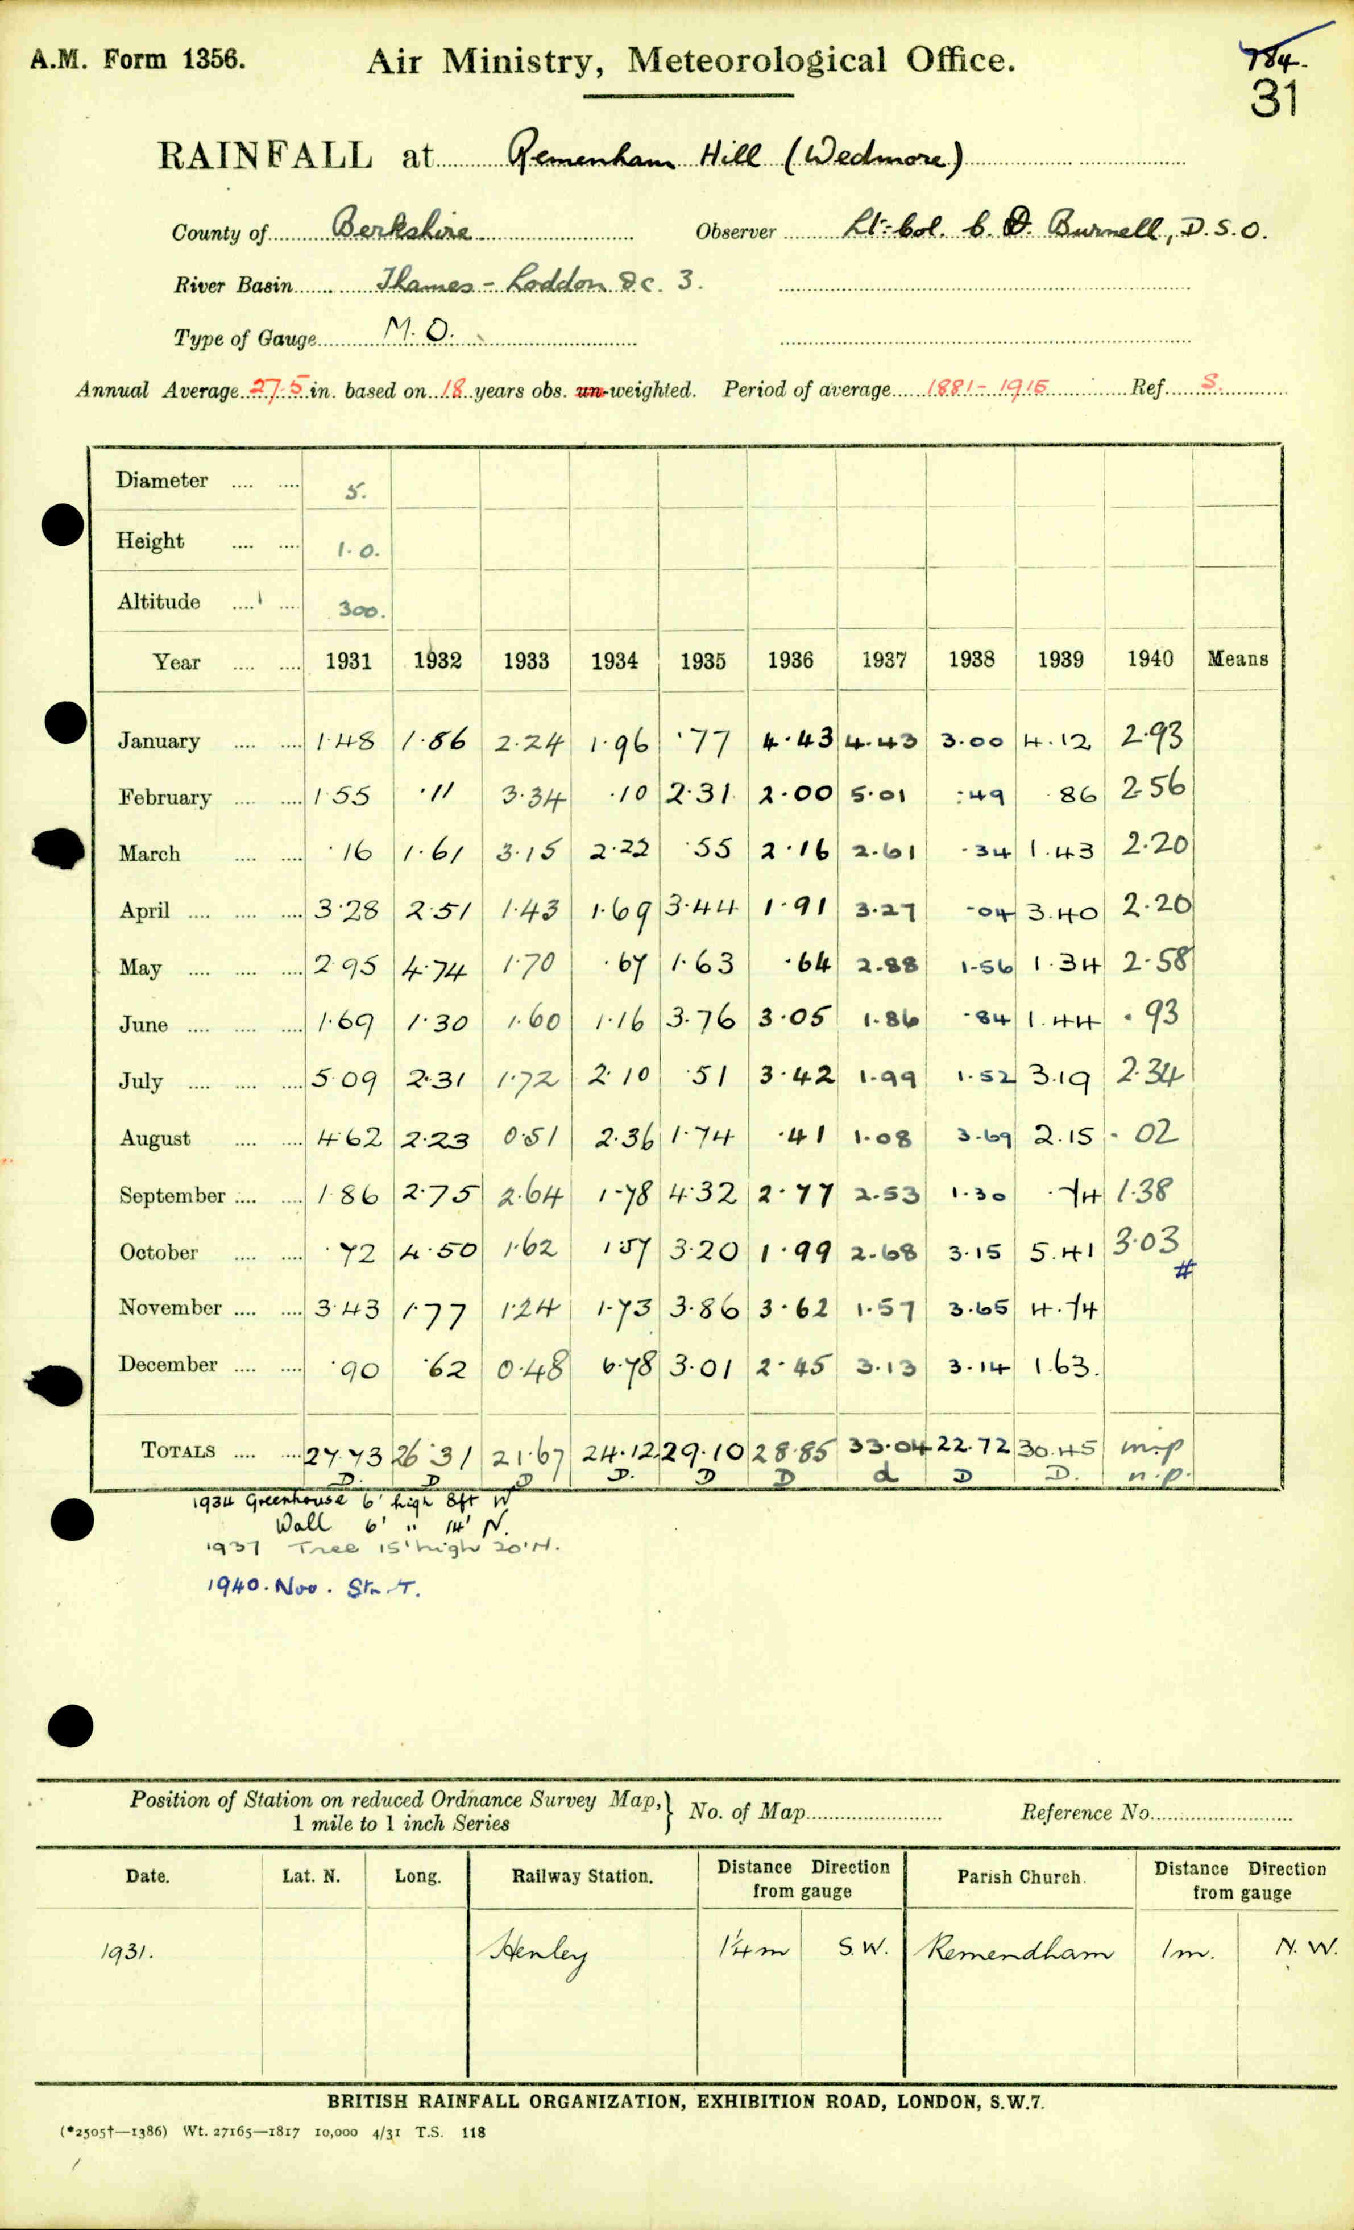 A.M. Form 1356.
Air Ministry, Meteorological Office.
784.
31
RAINFALL at Remenham Hill (Wedmore)
County of Berkshire Observer Lt:-Col. C. D. Burnell, D.S.O.
River Basin Thames - Loddon &c. 3.
Type of Gauge M.O.
Annual Average 27.5 in. based on 18 years obs. un-weighted. Period of average 1881-1915 Ref. S.
Diameter .... .... 5.
Height .... .... 1.0.
Altitude .... .... 300.
Year .... .... 1931 1932 1933 1934 1935 1936 1937 1938 1939 1940 Means
January .... .... 1.48 1.86 2.24 1.96 .77 4.43 4.43 3.00 4.12 2.93
February .... .... 1.55 .11 3.34 .10 2.31 2.00 5.01 .49 .86 2.56
March .... .... .16 1.61 3.15 2.22 .55 2.16 2.61 .34 1.43 2.20
April .... .... .... 3.28 2.51 1.43 1.69 3.44 1.91 3.27 .04 3.40 2.20
May .... .... .... 2.95 4.74 1.70 .67 1.63 .64 2.88 1.56 1.34 2.58
June .... .... .... 1.69 1.30 1.60 1.16 3.76 3.05 1.86 .84 1.44 .93
July .... .... .... 5.09 2.31 1.72 2.10 .51 3.42 1.99 1.52 3.19 2.34
August .... .... 4.62 2.23 0.51 2.36 1.74 .41 1.08 3.69 2.15 .02
September .... .... 1.86 2.75 2.64 1.78 4.32 2.77 2.53 1.30 .74 1.38
October .... .... .72 4.50 1.62 1.57 3.20 1.99 2.68 3.15 5.41 3.03
#
November .... .... 3.43 1.77 1.24 1.73 3.86 3.62 1.57 3.65 4.74
December .... .... .90 .62 0.48 6.78 3.01 2.45 3.13 3.14 1.63.
TOTALS .... .... 27.73 26.31 21.67 24.12 29.10 28.85 33.04 22.72 30.45 m:p
D. D D D. D D d D D. n.p.
1934 Greenhouse 6' high 8ft W
Wall 6' " 14' N.
1937 Tree 15' high 20' N.
1940. Nov.
Position of Station on reduced Ordnance Survey Map, } No. of Map Reference No.
1 mile to 1 inch Series
Date. Lat. N. Long. Railway Station. Distance Direction from gauge Parish Church. Distance Direction from gauge
1931. Henley 1¼m S.W. Remendham 1m. N.W.
BRITISH RAINFALL ORGANIZATION, EXHIBITION ROAD, LONDON, S.W.7.
(*2505†—1386) Wt. 27165—1817 10,000 4/31 T.S. 118